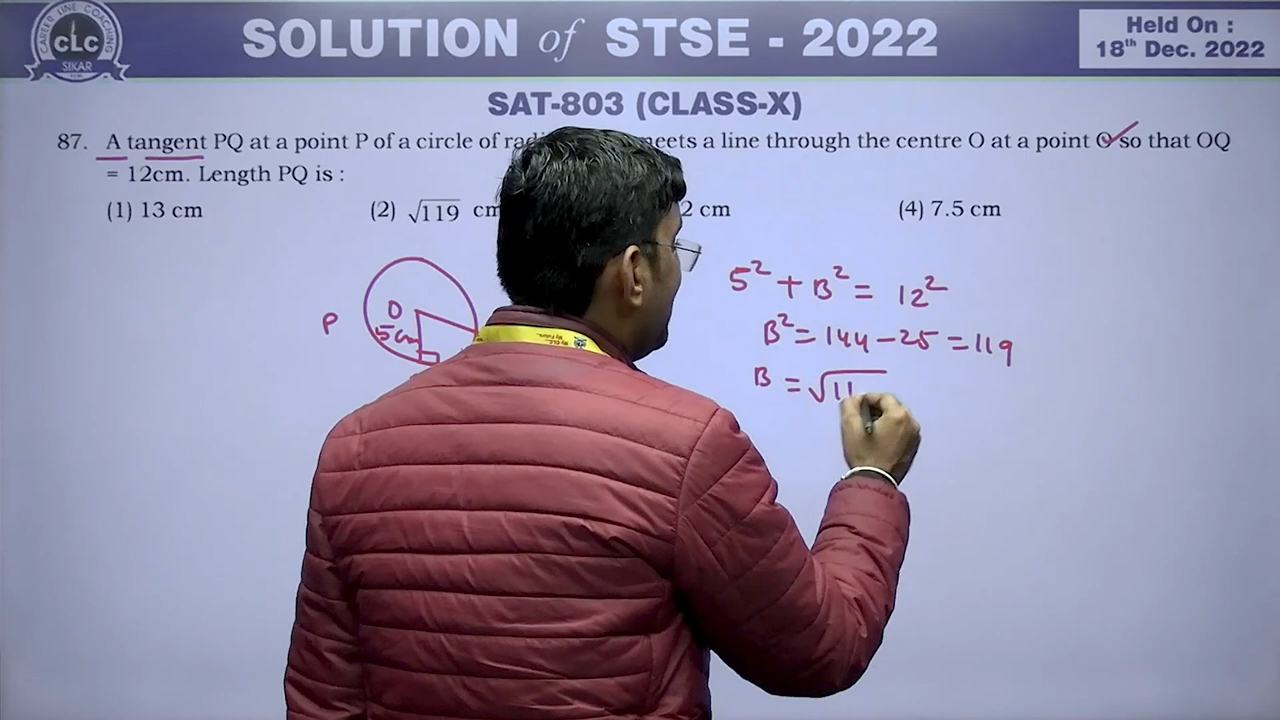 CAREER LINE COACHING
CLC
SIKAR
SOLUTION of STSE - 2022
Held On :
18th Dec. 2022
SAT-803 (CLASS-X)
87. A tangent PQ at a point P of a circle of meets a line through the centre O at a point Q so that OQ
= 12cm. Length PQ is :
(1) 13 cm (2) √119 cm 2 cm (4) 7.5 cm
P
O
5cm
5² + B² = 12²
B² = 144 - 25 = 119
B = √11